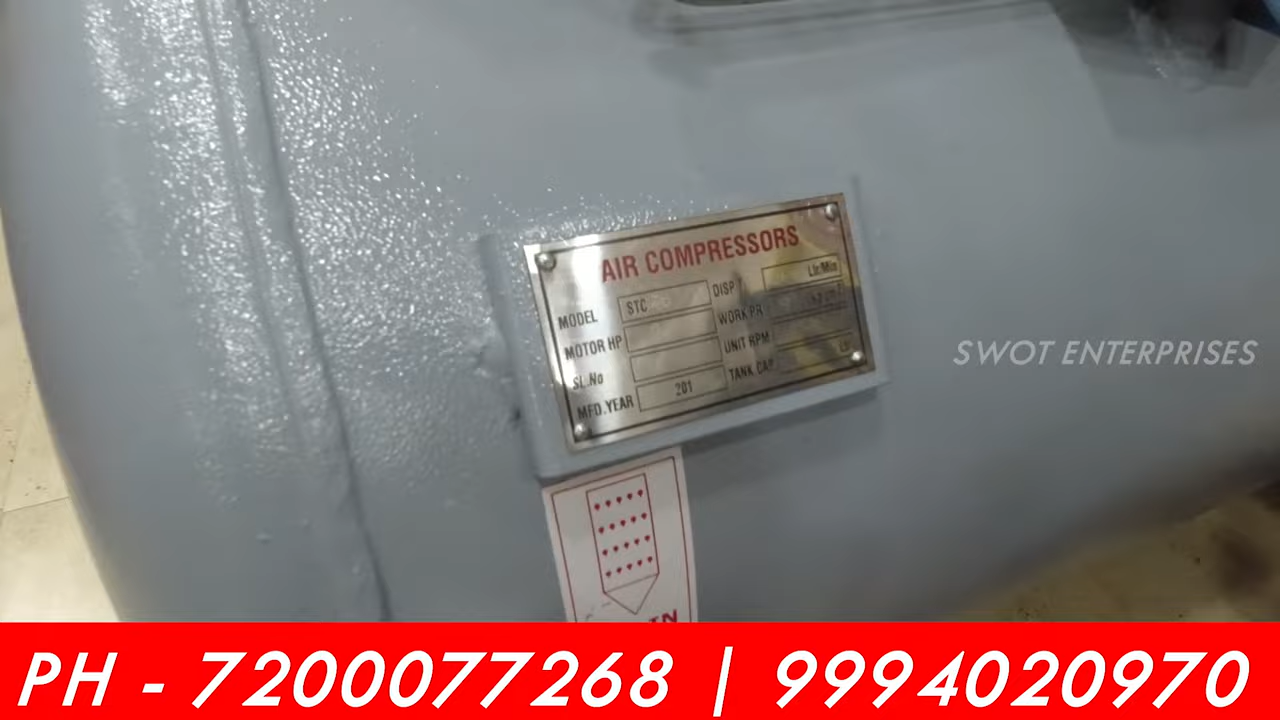 AIR COMPRESSORS
MODEL STC DISP Ltr/Min
MOTOR HP WORK PR
SL.No UNIT RPM
MFD.YEAR 201 TANK CAP Ltr
SWOT ENTERPRISES
PH - 7200077268 | 9994020970